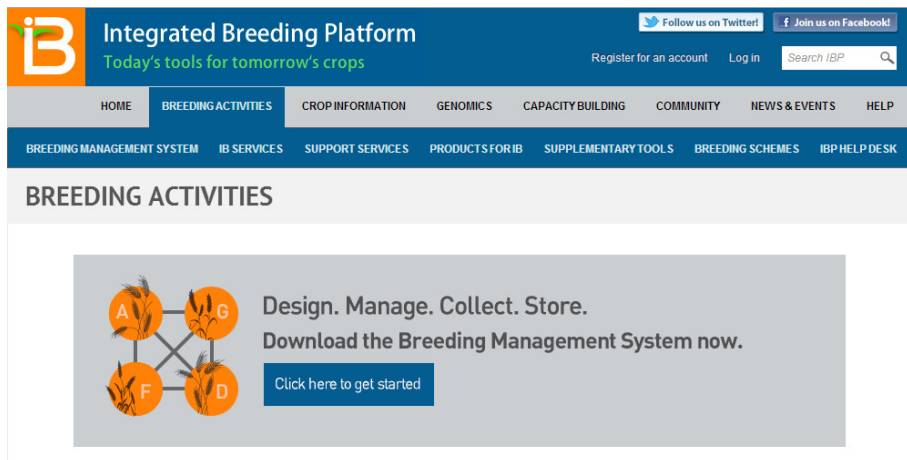 iB
Integrated Breeding Platform
Today's tools for tomorrow's crops
Follow us on Twitter!
f Join us on Facebook!
Register for an account Log in Search IBP
HOME BREEDING ACTIVITIES CROP INFORMATION GENOMICS CAPACITY BUILDING COMMUNITY NEWS & EVENTS HELP
BREEDING MANAGEMENT SYSTEM IB SERVICES SUPPORT SERVICES PRODUCTS FOR IB SUPPLEMENTARY TOOLS BREEDING SCHEMES IBP HELP DESK
BREEDING ACTIVITIES
A G
F D
Design. Manage. Collect. Store.
Download the Breeding Management System now.
Click here to get started